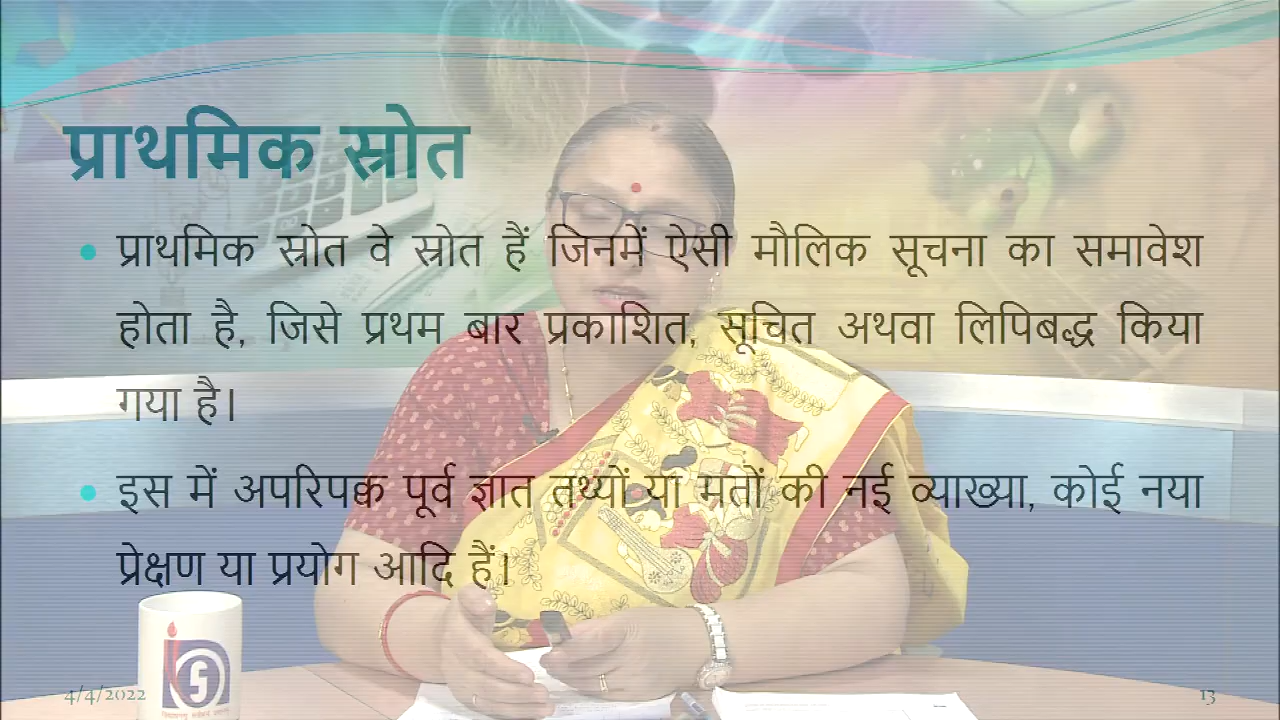 प्राथमिक स्रोत
• प्राथमिक स्रोत वे स्रोत हैं जिनमें ऐसी मौलिक सूचना का समावेश
होता है, जिसे प्रथम बार प्रकाशित, सूचित अथवा लिपिबद्ध किया
गया है।
• इस में अपरिपक्व पूर्व ज्ञात तथ्यों या मतों की नई व्याख्या, कोई नया
प्रेक्षण या प्रयोग आदि हैं।
4/4/2022
13